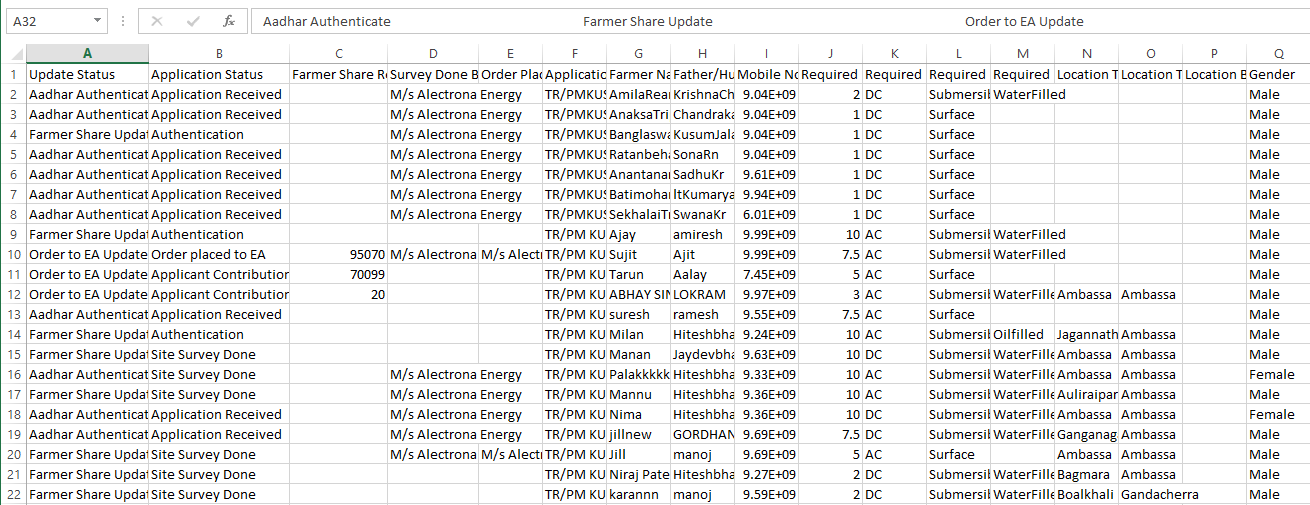 A32 fx Aadhar Authenticate Farmer Share Update Order to EA Update
A B C D E F G H I J K L M N O P Q
1 Update Status Application Status Farmer Share Re Survey Done B Order Plac Applicatic Farmer Na Father/Hu Mobile No Required Required Required Required Location T Location T Location B Gender
2 Aadhar Authenticat Application Received M/s Alectrona Energy TR/PMKUS AmilaRear KrishnaCh 9.04E+09 2 DC Submersil WaterFilled Male
3 Aadhar Authenticat Application Received M/s Alectrona Energy TR/PMKUS AnaksaTri Chandraka 9.04E+09 1 DC Surface Male
4 Farmer Share Updat Authentication M/s Alectrona Energy TR/PMKUS Banglaswa KusumJala 9.04E+09 1 DC Surface Male
5 Aadhar Authenticat Application Received M/s Alectrona Energy TR/PMKUS Ratanbeha SonaRn 9.04E+09 1 DC Surface Male
6 Aadhar Authenticat Application Received M/s Alectrona Energy TR/PMKUS Anantanar SadhuKr 9.61E+09 1 DC Surface Male
7 Aadhar Authenticat Application Received M/s Alectrona Energy TR/PMKUS Batimohar ltKumarya 9.94E+09 1 DC Surface Male
8 Aadhar Authenticat Application Received M/s Alectrona Energy TR/PMKUS SekhalaiTr SwanaKr 6.01E+09 1 DC Surface Male
9 Farmer Share Updat Authentication TR/PM KU Ajay amiresh 9.99E+09 10 AC Submersil WaterFilled Male
10 Order to EA Update Order placed to EA 95070 M/s Alectrona M/s Alectr TR/PM KU Sujit Ajit 9.99E+09 7.5 AC Submersil WaterFilled Male
11 Order to EA Update Applicant Contribution 70099 TR/PM KU Tarun Aalay 7.45E+09 5 AC Surface Male
12 Order to EA Update Applicant Contribution 20 TR/PM KU ABHAY SIN LOKRAM 9.97E+09 3 AC Submersil WaterFille Ambassa Ambassa Male
13 Aadhar Authenticat Application Received TR/PM KU suresh ramesh 9.55E+09 7.5 AC Surface Male
14 Farmer Share Updat Authentication TR/PM KU Milan Hiteshbha 9.24E+09 10 AC Submersil Oilfilled Jagannath Ambassa Male
15 Farmer Share Updat Site Survey Done TR/PM KU Manan Jaydevbha 9.63E+09 10 DC Submersil WaterFille Ambassa Ambassa Male
16 Aadhar Authenticat Site Survey Done M/s Alectrona Energy TR/PM KU Palakkkkk Hiteshbha 9.33E+09 10 AC Submersil WaterFille Ambassa Ambassa Female
17 Farmer Share Updat Site Survey Done M/s Alectrona Energy TR/PM KU Mannu Hiteshbha 9.36E+09 10 AC Submersil WaterFille Auliraipar Ambassa Male
18 Aadhar Authenticat Application Received M/s Alectrona Energy TR/PM KU Nima Hiteshbha 9.36E+09 10 DC Submersil WaterFille Ambassa Ambassa Female
19 Aadhar Authenticat Application Received M/s Alectrona Energy TR/PM KU jillnew GORDHAN 9.69E+09 7.5 DC Submersil WaterFille Ganganag Ambassa Male
20 Farmer Share Updat Site Survey Done M/s Alectrona M/s Alectr TR/PM KU Jill manoj 9.69E+09 5 AC Surface Ambassa Ambassa Male
21 Farmer Share Updat Site Survey Done TR/PM KU Niraj Pate Hiteshbha 9.27E+09 2 DC Submersil WaterFille Bagmara Ambassa Male
22 Farmer Share Updat Site Survey Done TR/PM KU karannn manoj 9.59E+09 2 DC Submersil WaterFille Boalkhali Gandacherra Male